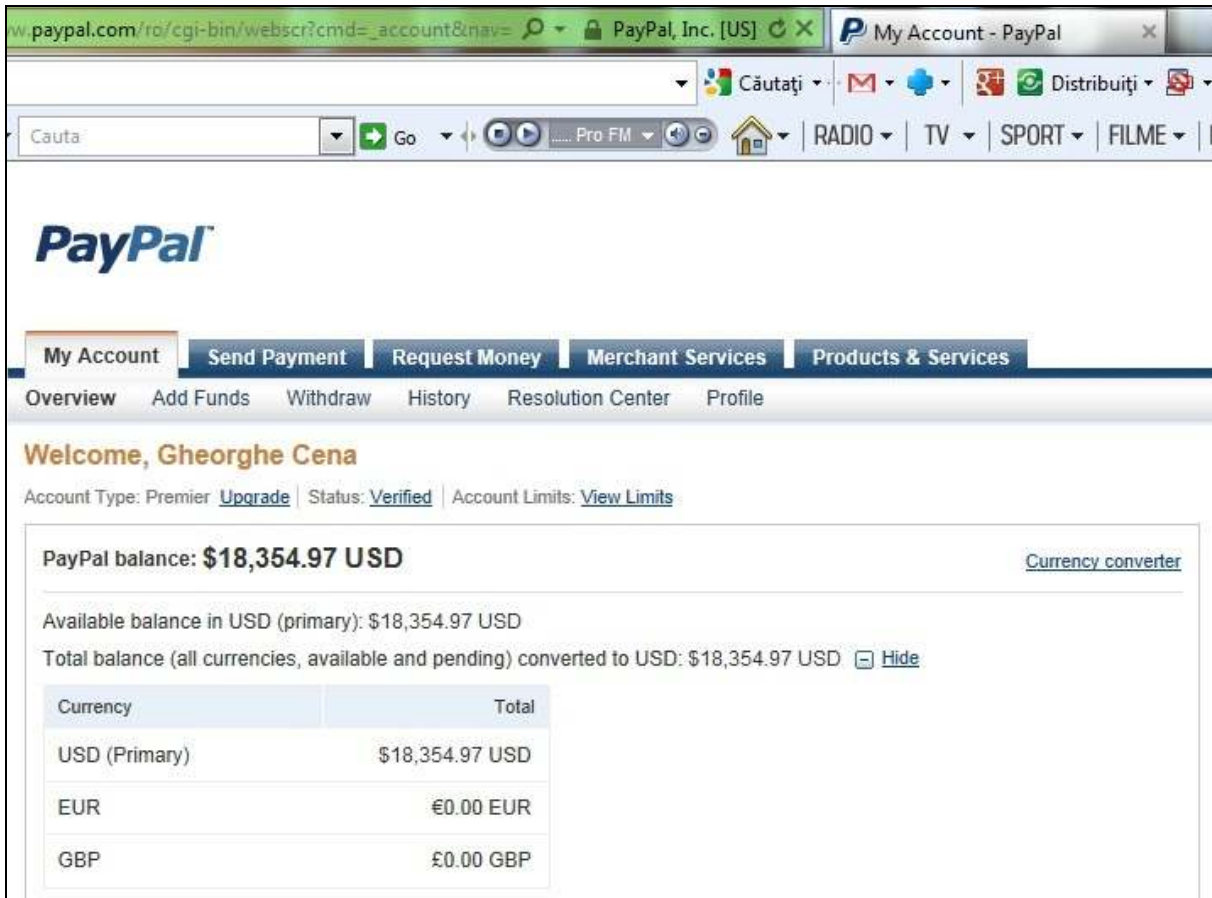 w.paypal.com/ro/cgi-bin/webscr?cmd=_account&nav= PayPal, Inc. [US] My Account - PayPal
Căutaţi Distribuiţi
Cauta Go ..... Pro FM RADIO TV SPORT FILME
PayPal™
My Account Send Payment Request Money Merchant Services Products & Services
Overview Add Funds Withdraw History Resolution Center Profile
Welcome, Gheorghe Cena
Account Type: Premier Upgrade Status: Verified Account Limits: View Limits
PayPal balance: $18,354.97 USD Currency converter
Available balance in USD (primary): $18,354.97 USD
Total balance (all currencies, available and pending) converted to USD: $18,354.97 USD Hide
Currency Total
USD (Primary) $18,354.97 USD
EUR €0.00 EUR
GBP £0.00 GBP